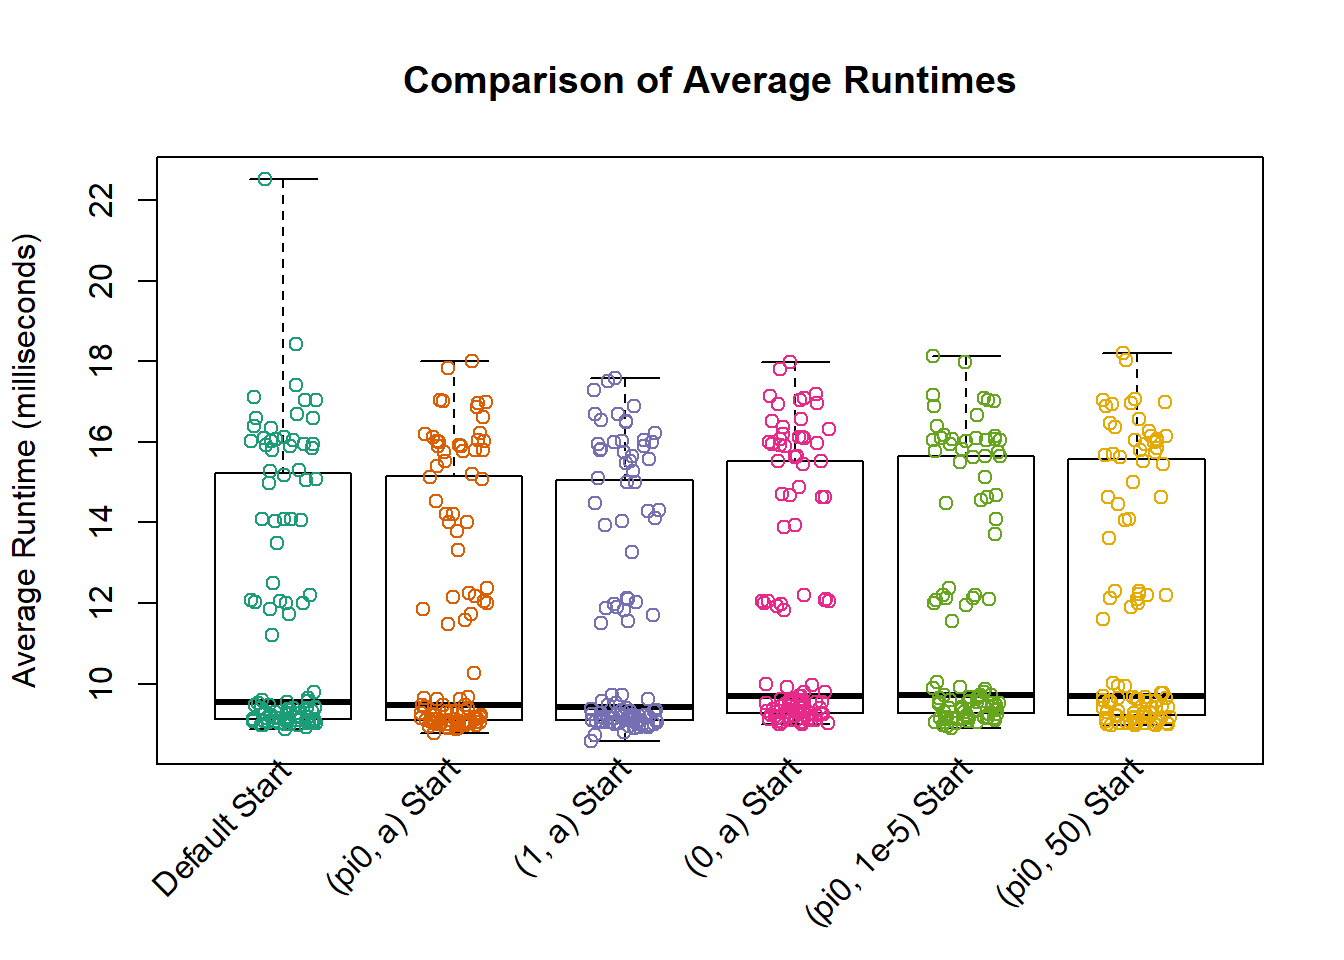 Comparison of Average Runtimes
Average Runtime (milliseconds)
22
20
18
16
14
12
10
Default Start
(pi0, a) Start
(1, a) Start
(0, a) Start
(pi0, 1e-5) Start
(pi0, 50) Start